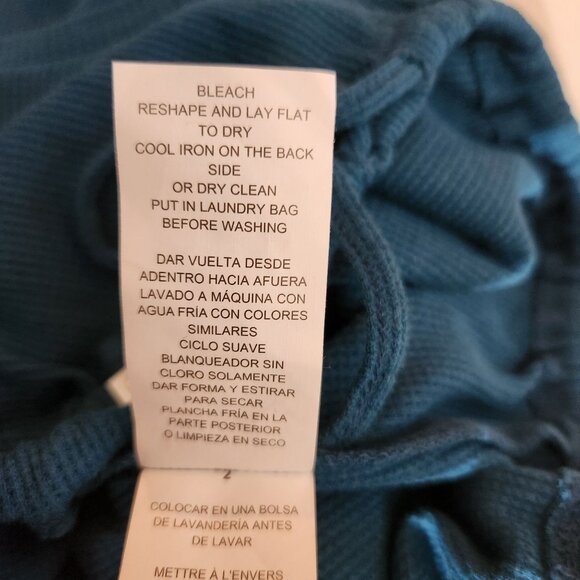 BLEACH
RESHAPE AND LAY FLAT
TO DRY
COOL IRON ON THE BACK
SIDE
OR DRY CLEAN
PUT IN LAUNDRY BAG
BEFORE WASHING
DAR VUELTA DESDE
ADENTRO HACIA AFUERA
LAVADO A MÁQUINA CON
AGUA FRÍA CON COLORES
SIMILARES
CICLO SUAVE
BLANQUEADOR SIN
CLORO SOLAMENTE
DAR FORMA Y ESTIRAR
PARA SECAR
PLANCHA FRÍA EN LA
PARTE POSTERIOR
O LIMPIEZA EN SECO
2
COLOCAR EN UNA BOLSA
DE LAVANDERÍA ANTES
DE LAVAR
METTRE À L'ENVERS